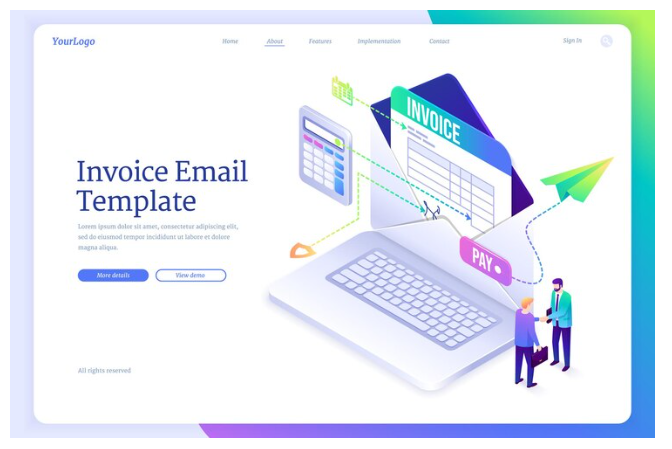 YourLogo
Home About Features Implementation Contact Sign In
INVOICE
Invoice Email
Template
Lorem ipsum dolor sit amet, consectetur adipiscing elit,
sed do eiusmod tempor incididunt ut labore et dolore
magna aliqua.
PAY
More details View demo
All rights reserved